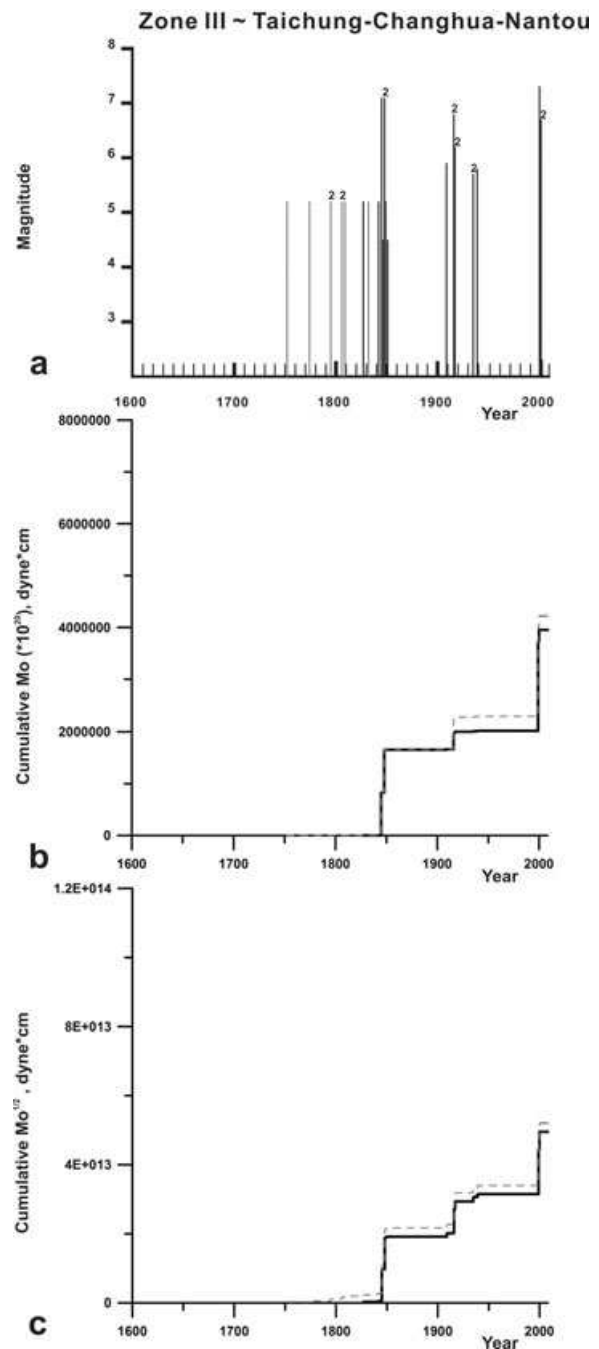 Zone III ~ Taichung-Changhua-Nantou
8
7
6
5
4
3
Magnitude
2
2
2
2
2
2
2
a
1600
1700
1800
1900
2000
Year
8000000
6000000
4000000
2000000
0
Cumulative Mo (*10²⁰), dyne*cm
b
1600
1700
1800
1900
2000
Year
1.2E+014
8E+013
4E+013
0
Cumulative Mo¹ᐟ² , dyne*cm
c
1600
1700
1800
1900
2000
Year